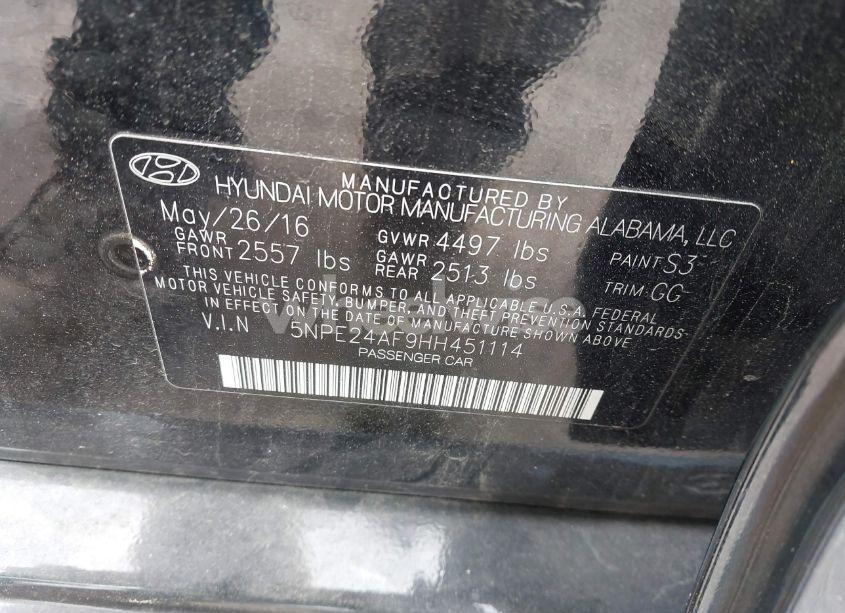 MANUFACTURED BY
HYUNDAI MOTOR MANUFACTURING ALABAMA, LLC
May/26/16
GAWR FRONT 2557 lbs
GVWR 4497 lbs
GAWR REAR 2513 lbs
PAINT S3
TRIM GG
THIS VEHICLE CONFORMS TO ALL APPLICABLE U.S.A. FEDERAL
MOTOR VEHICLE SAFETY, BUMPER, AND THEFT PREVENTION STANDARDS
IN EFFECT ON THE DATE OF MANUFACTURE SHOWN ABOVE.
V.I.N 5NPE24AF9HH451114
PASSENGER CAR